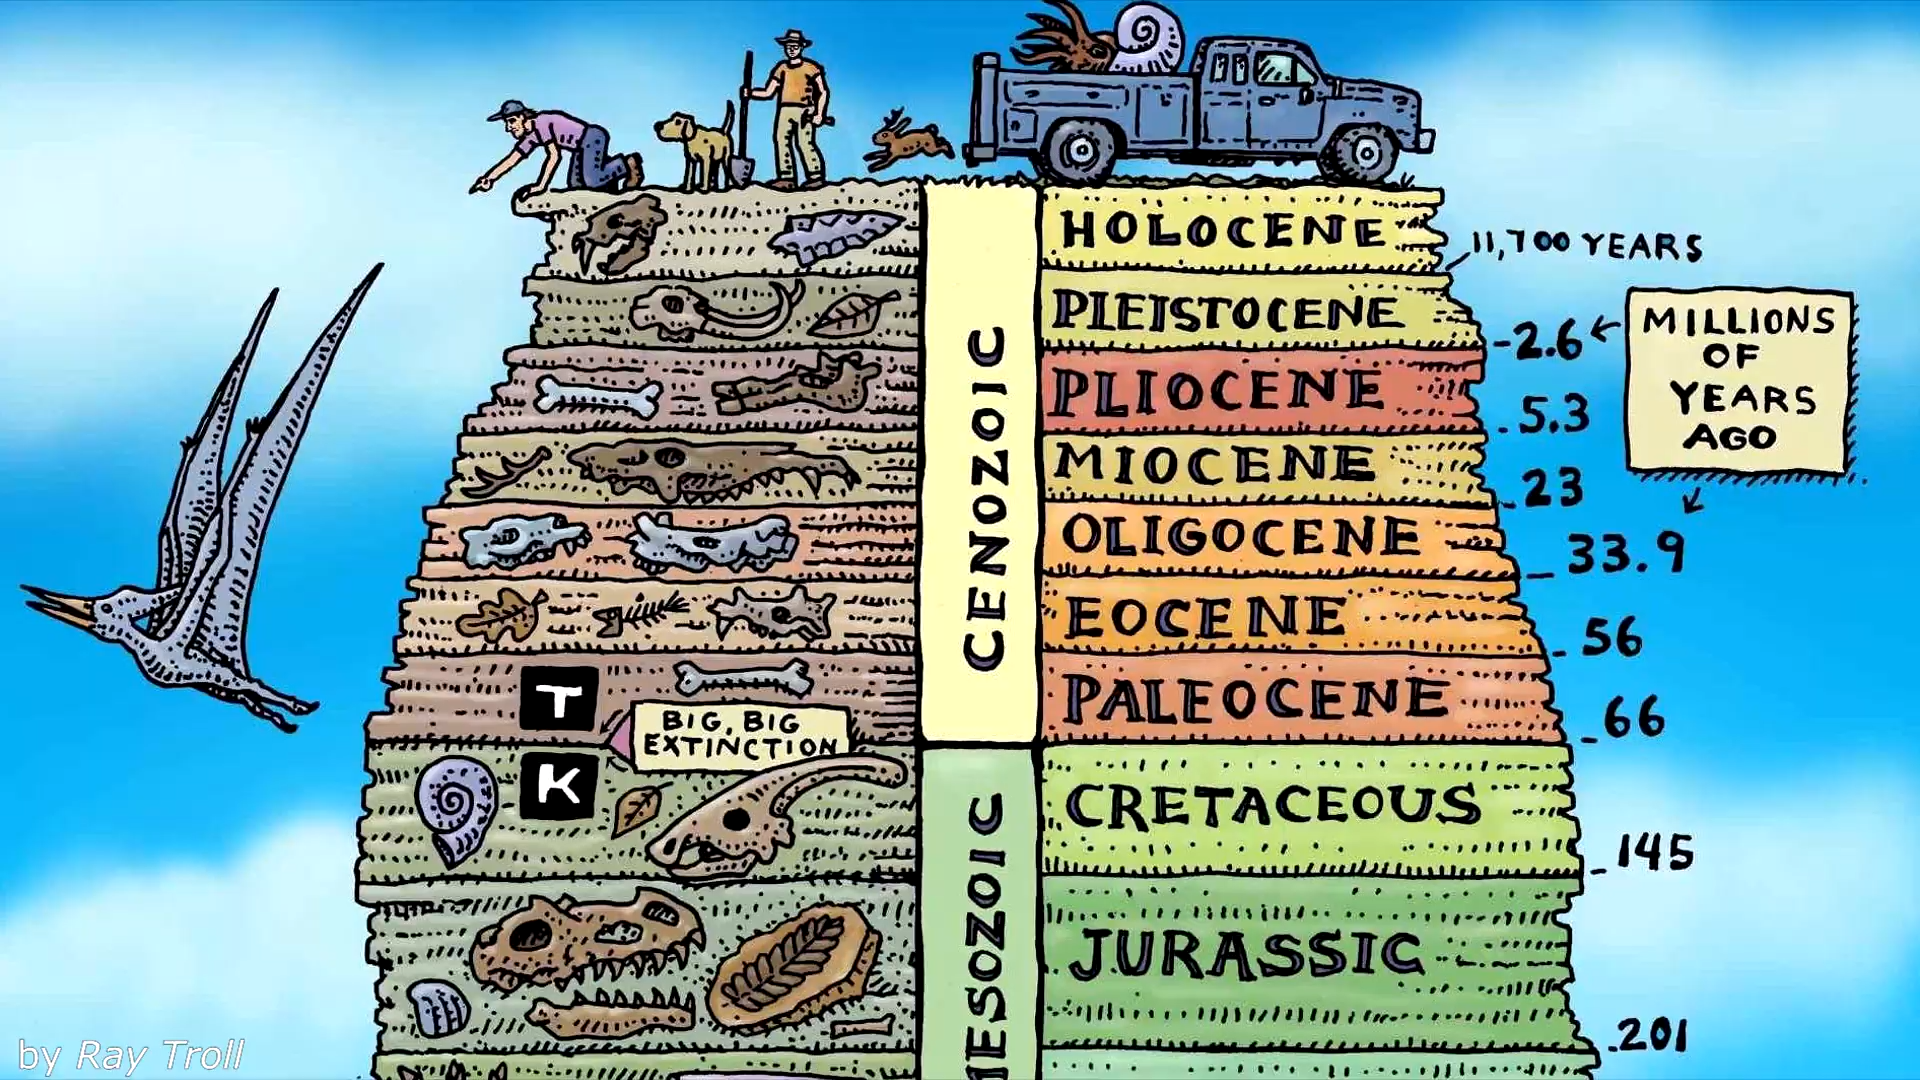 HOLOCENE
11,700 YEARS
PLEISTOCENE
2.6
MILLIONS
OF
YEARS
AGO
PLIOCENE
5.3
MIOCENE
23
OLIGOCENE
33.9
EOCENE
56
PALEOCENE
66
CENOZOIC
T
BIG, BIG
EXTINCTION
K
CRETACEOUS
145
JURASSIC
201
MESOZOIC
by Ray Troll